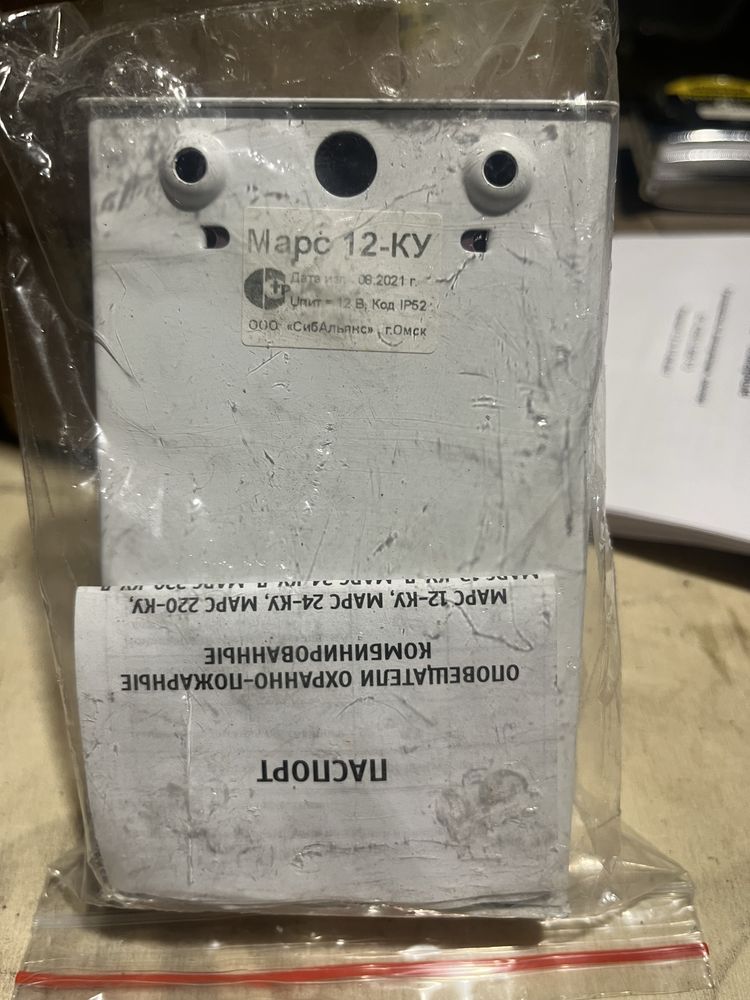 Марс 12-КУ
Дата изг. 08.2021 г.
Uпит = 12 В, Код IP52
ООО «СибАльянс» , г.Омск
ПАСПОРТ
ОПОВЕЩАТЕЛИ ОХРАННО-ПОЖАРНЫЕ
КОМБИНИРОВАННЫЕ
МАРС 12-КУ, МАРС 24-КУ, МАРС 220-КУ,